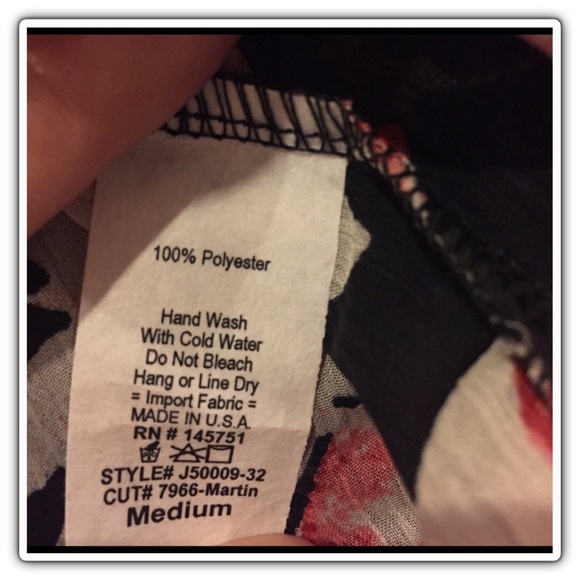 100% Polyester
Hand Wash
With Cold Water
Do Not Bleach
Hang or Line Dry
= Import Fabric =
MADE IN U.S.A.
RN # 145751
STYLE# J50009-32
CUT# 7966-Martin
Medium